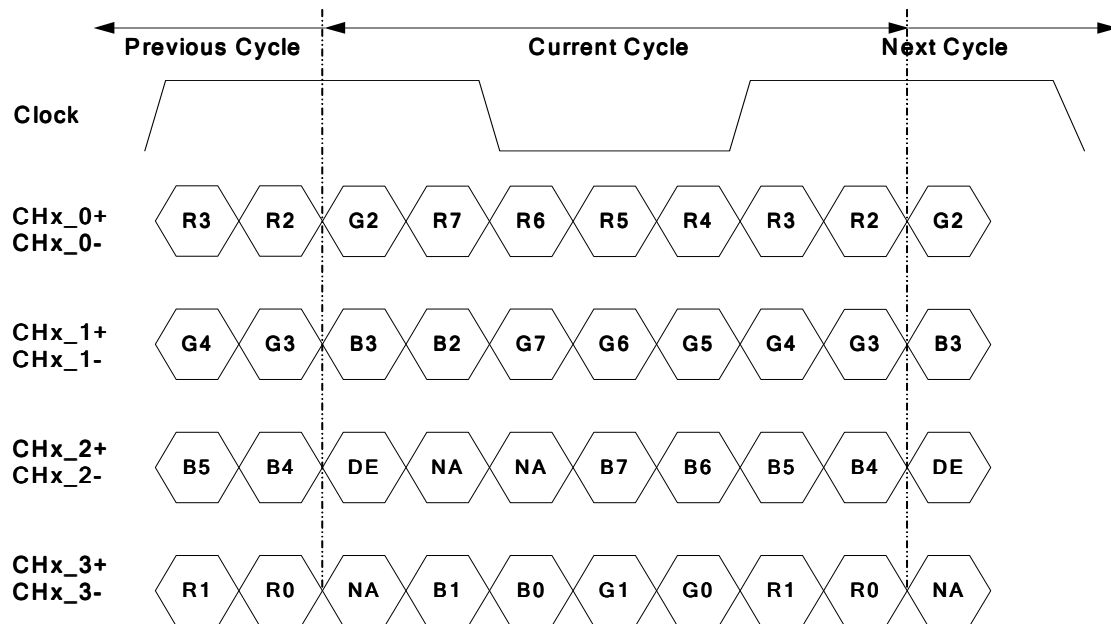 Previous Cycle Current Cycle Next Cycle
Clock
CHx_0+
CHx_0-
R3 R2 G2 R7 R6 R5 R4 R3 R2 G2
CHx_1+
CHx_1-
G4 G3 B3 B2 G7 G6 G5 G4 G3 B3
CHx_2+
CHx_2-
B5 B4 DE NA NA B7 B6 B5 B4 DE
CHx_3+
CHx_3-
R1 R0 NA B1 B0 G1 G0 R1 R0 NA